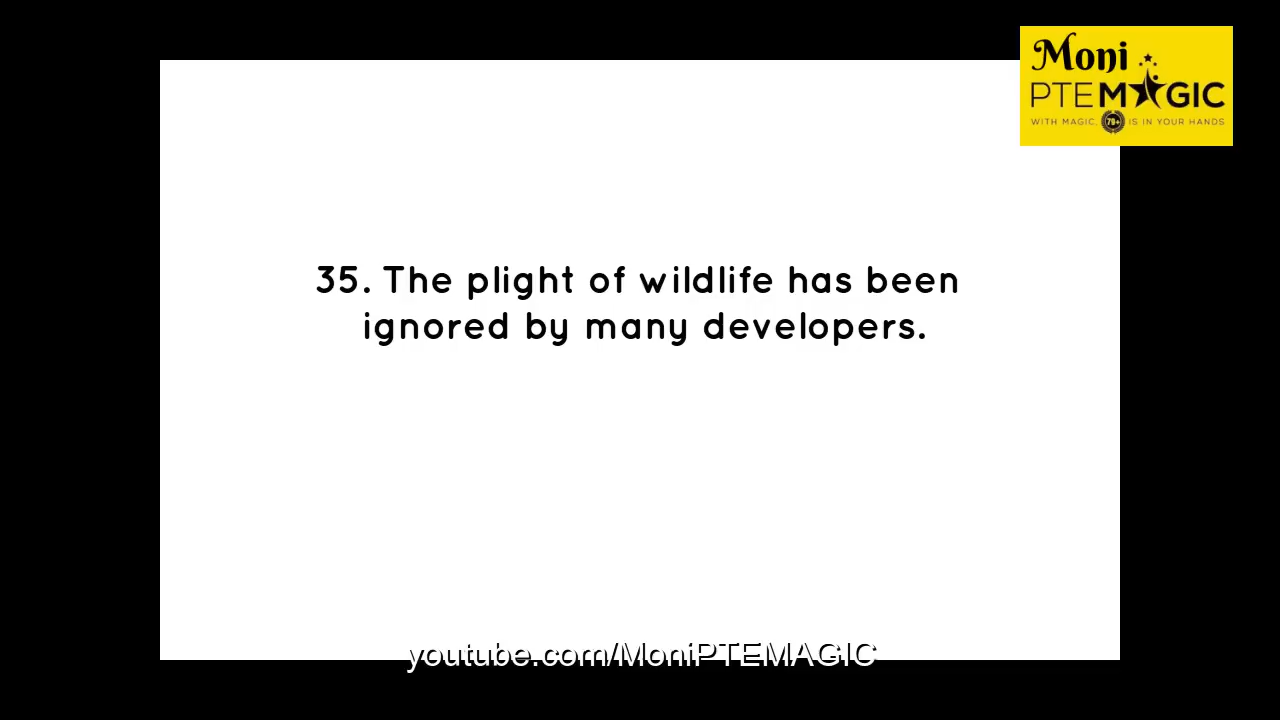 Moni
PTEMAGIC
WITH MAGIC, 79+ IS IN YOUR HANDS
35. The plight of wildlife has been
ignored by many developers.
youtube.com/MoniPTEMAGIC